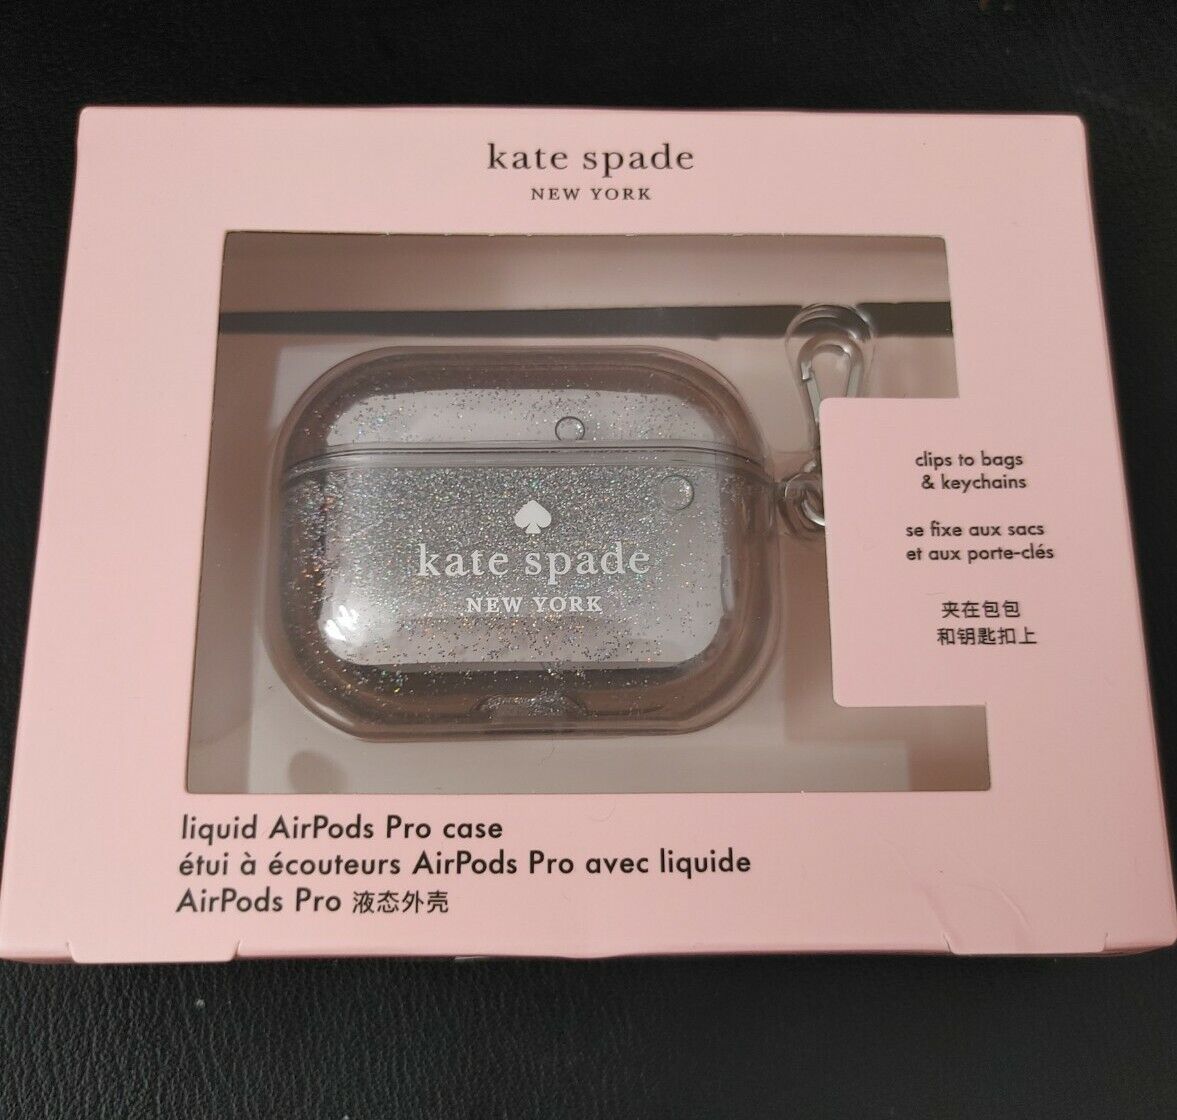 kate spade
NEW YORK
kate spade
NEW YORK
clips to bags
& keychains
se fixe aux sacs
et aux porte-clés
夹在包包
和钥匙扣上
liquid AirPods Pro case
étui à écouteurs AirPods Pro avec liquide
AirPods Pro 液态外壳